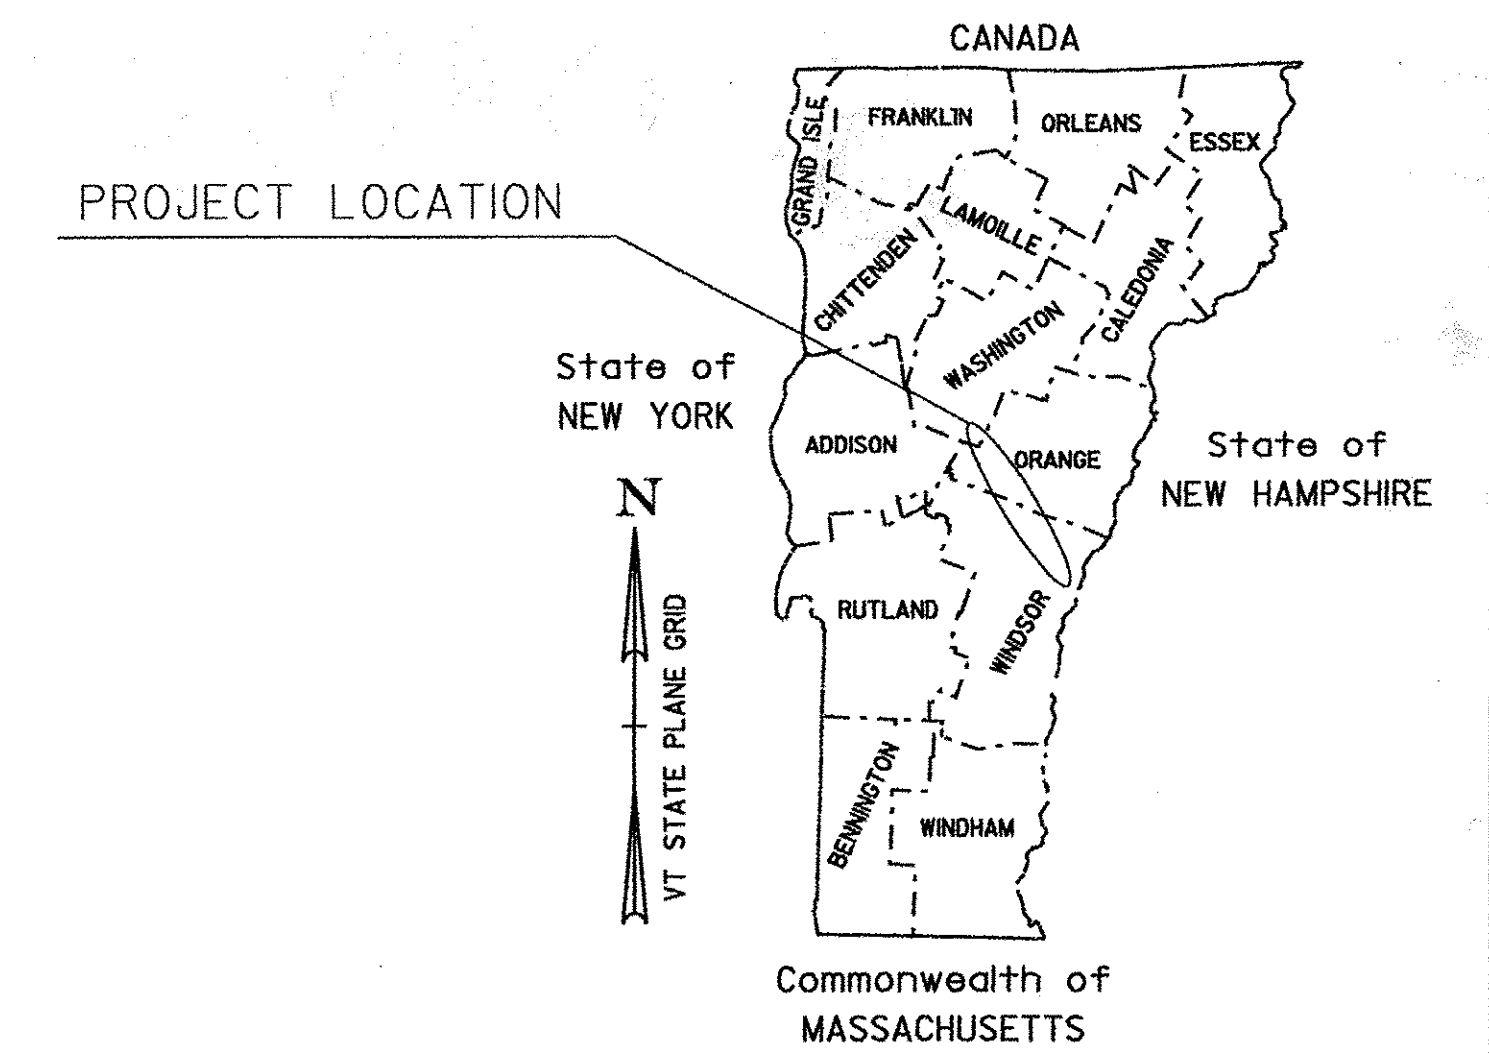 CANADA
FRANKLIN
ORLEANS
ESSEX
GRAND ISLE
PROJECT LOCATION
LAMOILLE
CHITTENDEN
CALEDONIA
WASHINGTON
State of
NEW YORK
ADDISON
ORANGE
State of
NEW HAMPSHIRE
N
VT STATE PLANE GRID
RUTLAND
WINDSOR
BENNINGTON
WINDHAM
Commonwealth of
MASSACHUSETTS